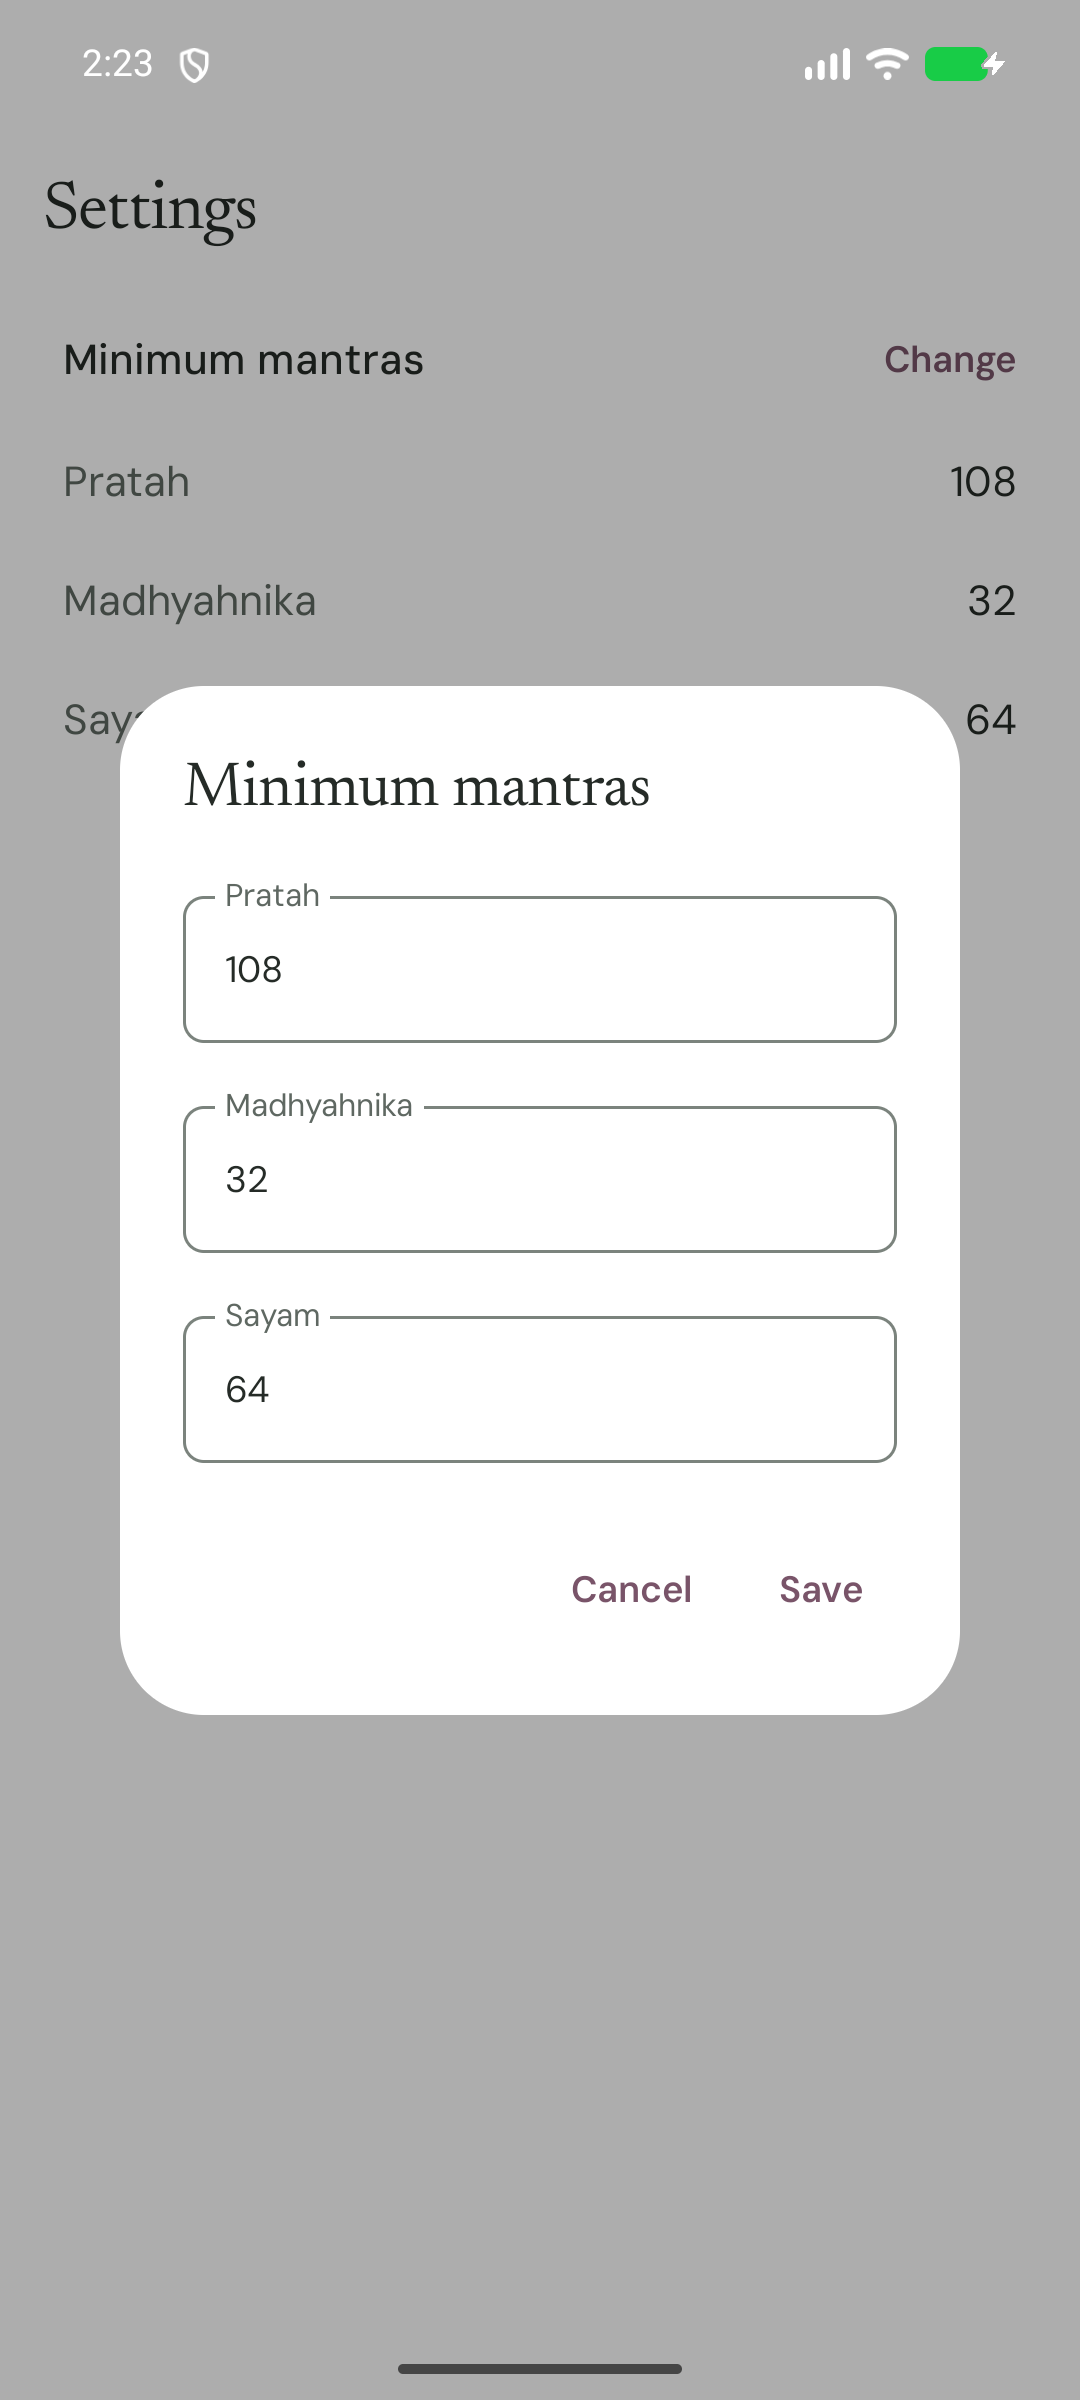 2:23
Settings
Minimum mantras Change
Pratah 108
Madhyahnika 32
64
Minimum mantras
Pratah
108
Madhyahnika
32
Sayam
64
Cancel Save